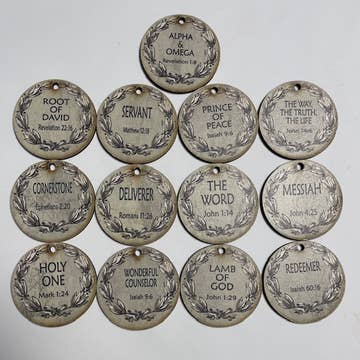 ALPHA
&
OMEGA
Revelation 1:8
ROOT
OF
DAVID
Revelation 22:16
SERVANT
Matthew 12:18
PRINCE
OF
PEACE
Isaiah 9:6
THE WAY,
THE TRUTH,
THE LIFE
John 14:6
CORNERSTONE
Ephesians 2:20
DELIVERER
Romans 11:26
THE
WORD
John 1:14
MESSIAH
John 4:25
HOLY
ONE
Mark 1:24
WONDERFUL
COUNSELOR
Isaiah 9:6
LAMB
OF
GOD
John 1:29
REDEEMER
Isaiah 60:16